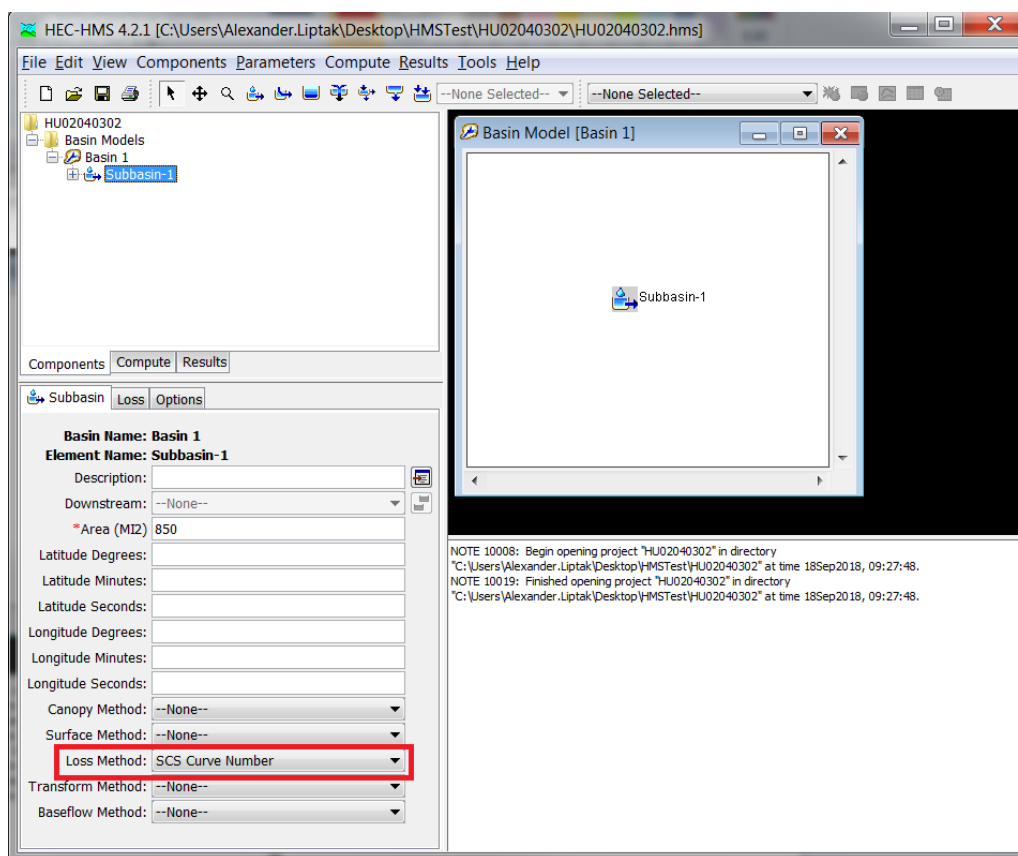 HEC-HMS 4.2.1 [C:\Users\Alexander.Liptak\Desktop\HMSTest\HU02040302\HU02040302.hms]
File Edit View Components Parameters Compute Results Tools Help
--None Selected-- --None Selected--
HU02040302
Basin Models
Basin 1
Subbasin-1
Components Compute Results
Subbasin Loss Options
Basin Name: Basin 1
Element Name: Subbasin-1
Description:
Downstream: --None--
*Area (MI2) 850
Latitude Degrees:
Latitude Minutes:
Latitude Seconds:
Longitude Degrees:
Longitude Minutes:
Longitude Seconds:
Canopy Method: --None--
Surface Method: --None--
Loss Method: SCS Curve Number
Transform Method: --None--
Baseflow Method: --None--
Basin Model [Basin 1]
Subbasin-1
NOTE 10008: Begin opening project "HU02040302" in directory
"C:\Users\Alexander.Liptak\Desktop\HMSTest\HU02040302" at time 18Sep2018, 09:27:48.
NOTE 10019: Finished opening project "HU02040302" in directory
"C:\Users\Alexander.Liptak\Desktop\HMSTest\HU02040302" at time 18Sep2018, 09:27:48.